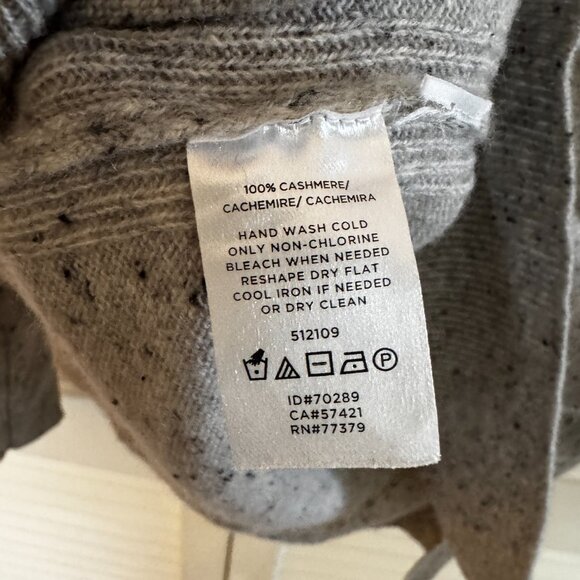 100% CASHMERE/
CACHEMIRE/ CACHEMIRA
HAND WASH COLD
ONLY NON-CHLORINE
BLEACH WHEN NEEDED
RESHAPE DRY FLAT
COOL IRON IF NEEDED
OR DRY CLEAN
512109
P
ID#70289
CA#57421
RN#77379